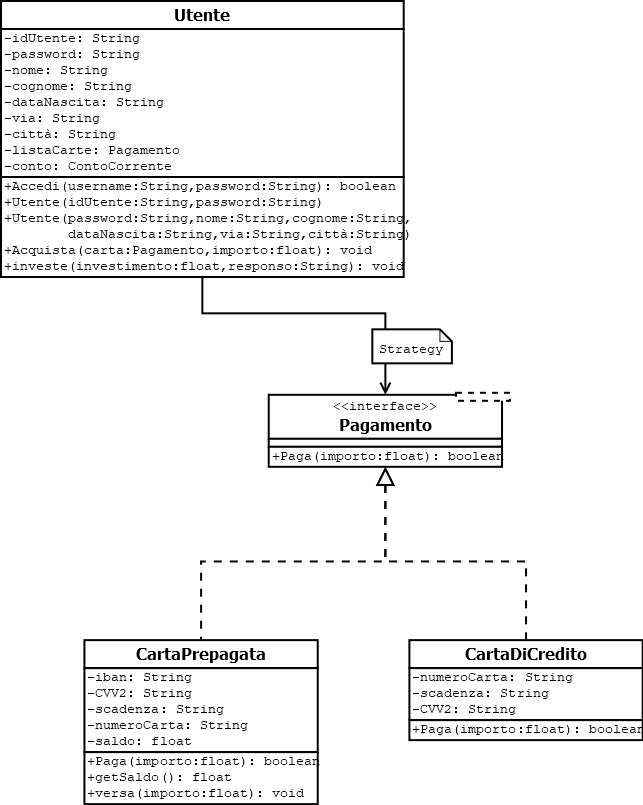 Utente
-idUtente: String
-password: String
-nome: String
-cognome: String
-dataNascita: String
-via: String
-città: String
-listaCarte: Pagamento
-conto: ContoCorrente
+Accedi(username:String,password:String): boolean
+Utente(idUtente:String,password:String)
+Utente(password:String,nome:String,cognome:String,
dataNascita:String,via:String,città:String)
+Acquista(carta:Pagamento,importo:float): void
+investe(investimento:float,responso:String): void
Strategy
<<interface>>
Pagamento
+Paga(importo:float): boolean
CartaPrepagata
-iban: String
-CVV2: String
-scadenza: String
-numeroCarta: String
-saldo: float
+Paga(importo:float): boolean
+getSaldo(): float
+versa(importo:float): void
CartaDiCredito
-numeroCarta: String
-scadenza: String
-CVV2: String
+Paga(importo:float): boolean